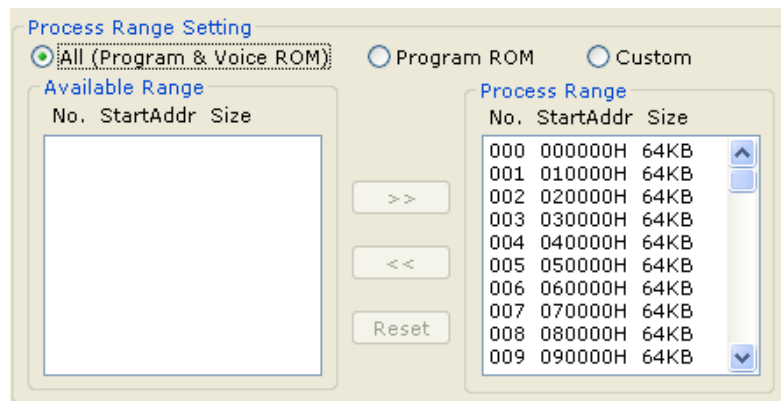 Process Range Setting
All (Program & Voice ROM) Program ROM Custom
Available Range
No. StartAddr Size
>>
<<
Reset
Process Range
No. StartAddr Size
000 000000H 64KB
001 010000H 64KB
002 020000H 64KB
003 030000H 64KB
004 040000H 64KB
005 050000H 64KB
006 060000H 64KB
007 070000H 64KB
008 080000H 64KB
009 090000H 64KB